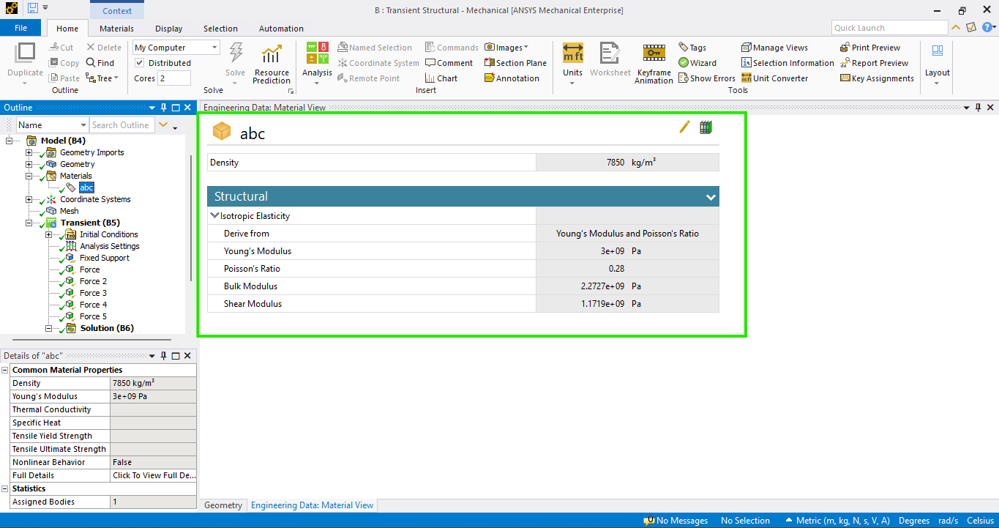 Context
B : Transient Structural - Mechanical [ANSYS Mechanical Enterprise]
File Home Materials Display Selection Automation
Quick Launch
Duplicate
Cut Delete
Copy Find
Paste Tree
Outline
My Computer
Distributed
Cores 2
Solve
Resource Prediction
Solve
Analysis
Named Selection Commands Images
Coordinate System Comment Section Plane
Remote Point Chart Annotation
Insert
Units
Worksheet
Keyframe Animation
Tags Manage Views Print Preview
Wizard Selection Information Report Preview
Show Errors Unit Converter Key Assignments
Tools
Layout
Outline
Name Search Outline
Model (B4)
Geometry Imports
Geometry
Materials
abc
Coordinate Systems
Mesh
Transient (B5)
Initial Conditions
Analysis Settings
Fixed Support
Force
Force 2
Force 3
Force 4
Force 5
Solution (B6)
Details of "abc"
Common Material Properties
Density 7850 kg/m³
Young's Modulus 3e+09 Pa
Thermal Conductivity
Specific Heat
Tensile Yield Strength
Tensile Ultimate Strength
Nonlinear Behavior False
Full Details Click To View Full De...
Statistics
Assigned Bodies 1
Engineering Data: Material View
abc
Density 7850 kg/m³
Structural
Isotropic Elasticity
Derive from Young's Modulus and Poisson's Ratio
Young's Modulus 3e+09 Pa
Poisson's Ratio 0.28
Bulk Modulus 2.2727e+09 Pa
Shear Modulus 1.1719e+09 Pa
Geometry Engineering Data: Material View
No Messages No Selection Metric (m, kg, N, s, V, A) Degrees rad/s Celsius